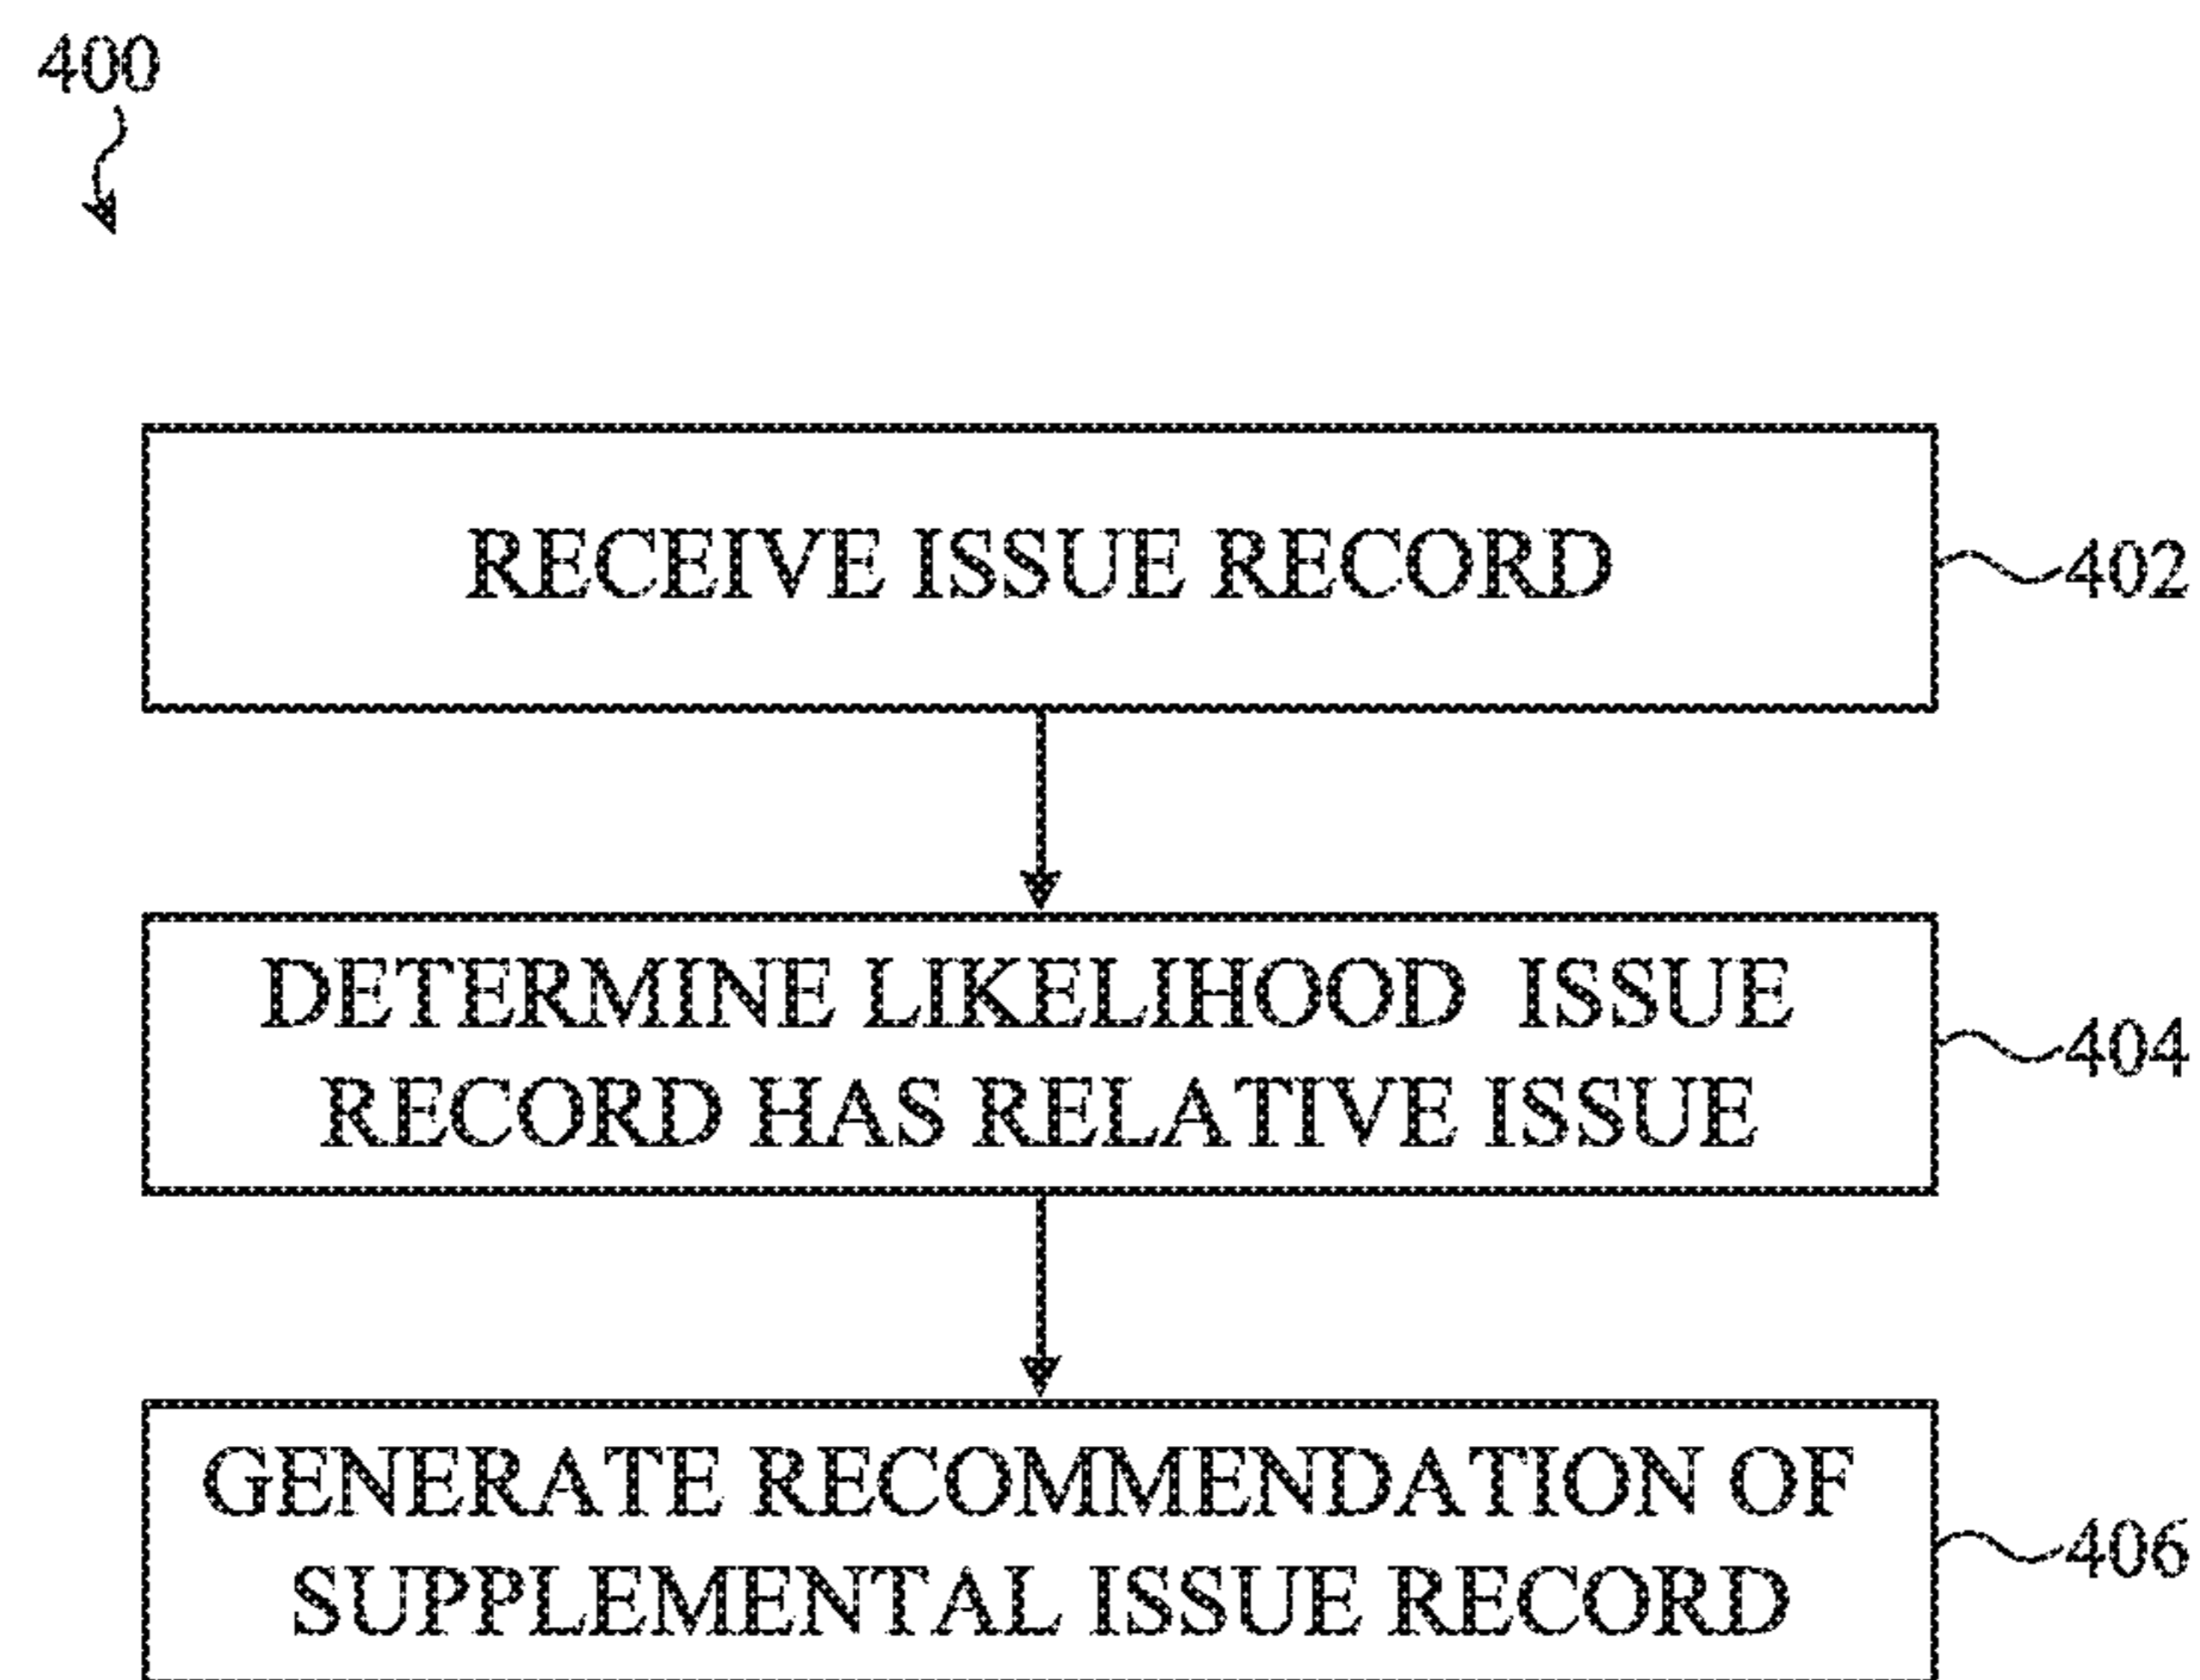 400
RECEIVE ISSUE RECORD
402
DETERMINE LIKELIHOOD ISSUE
RECORD HAS RELATIVE ISSUE
404
GENERATE RECOMMENDATION OF
SUPPLEMENTAL ISSUE RECORD
406